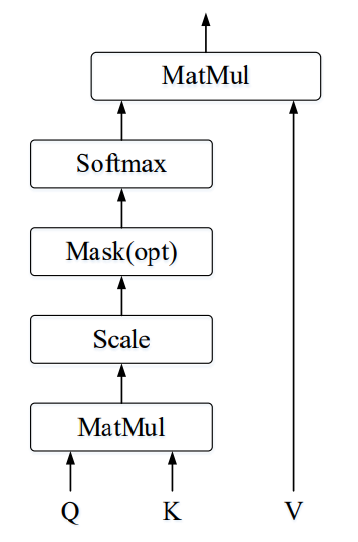 MatMul
Softmax
Mask(opt)
Scale
MatMul
Q K V